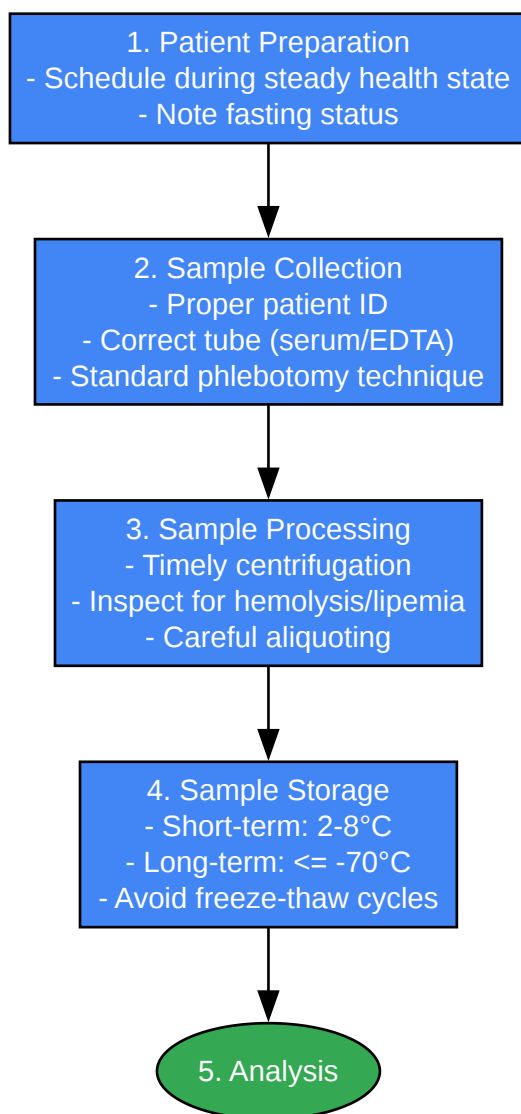 1. Patient Preparation
- Schedule during steady health state
- Note fasting status
2. Sample Collection
- Proper patient ID
- Correct tube (serum/EDTA)
- Standard phlebotomy technique
3. Sample Processing
- Timely centrifugation
- Inspect for hemolysis/lipemia
- Careful aliquoting
4. Sample Storage
- Short-term: 2-8°C
- Long-term: <= -70°C
- Avoid freeze-thaw cycles
5. Analysis